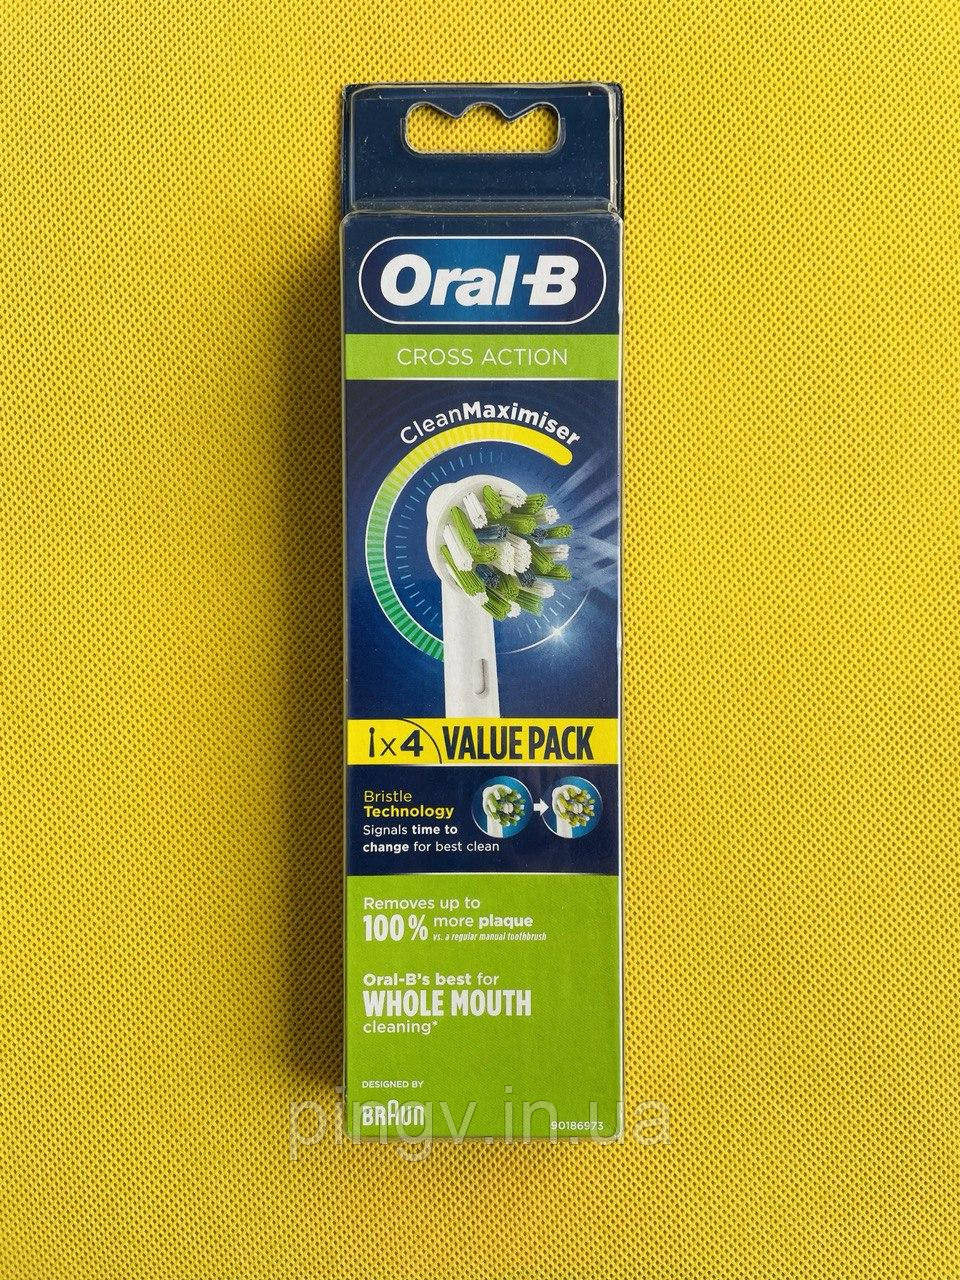 Oral-B
CROSS ACTION
CleanMaximiser
x4 VALUE PACK
Bristle
Technology
Signals time to
change for best clean
Removes up to
100% more plaque
vs. a regular manual toothbrush
Oral-B's best for
WHOLE MOUTH
cleaning*
DESIGNED BY
BRAUN
90186973
pingv.in.ua